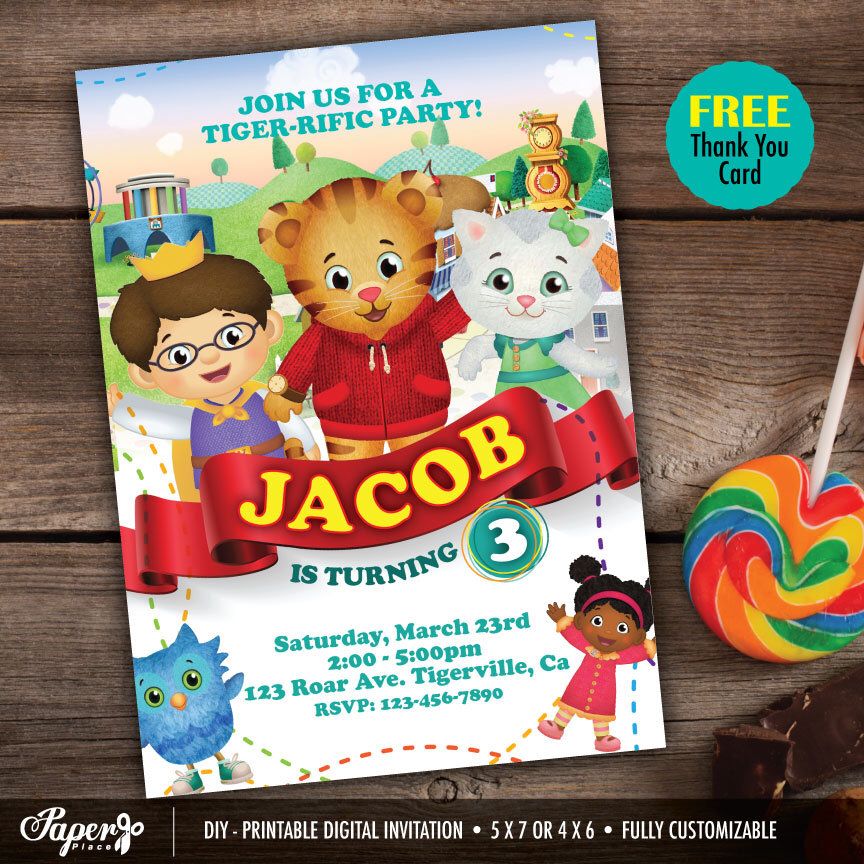 JOIN US FOR A
TIGER-RIFIC PARTY!
FREE
Thank You
Card
JACOB
IS TURNING 3
Saturday, March 23rd
2:00 - 5:00pm
123 Roar Ave. Tigerville, Ca
RSVP: 123-456-7890
Paper
Place
DIY - PRINTABLE DIGITAL INVITATION • 5 X 7 OR 4 X 6 • FULLY CUSTOMIZABLE